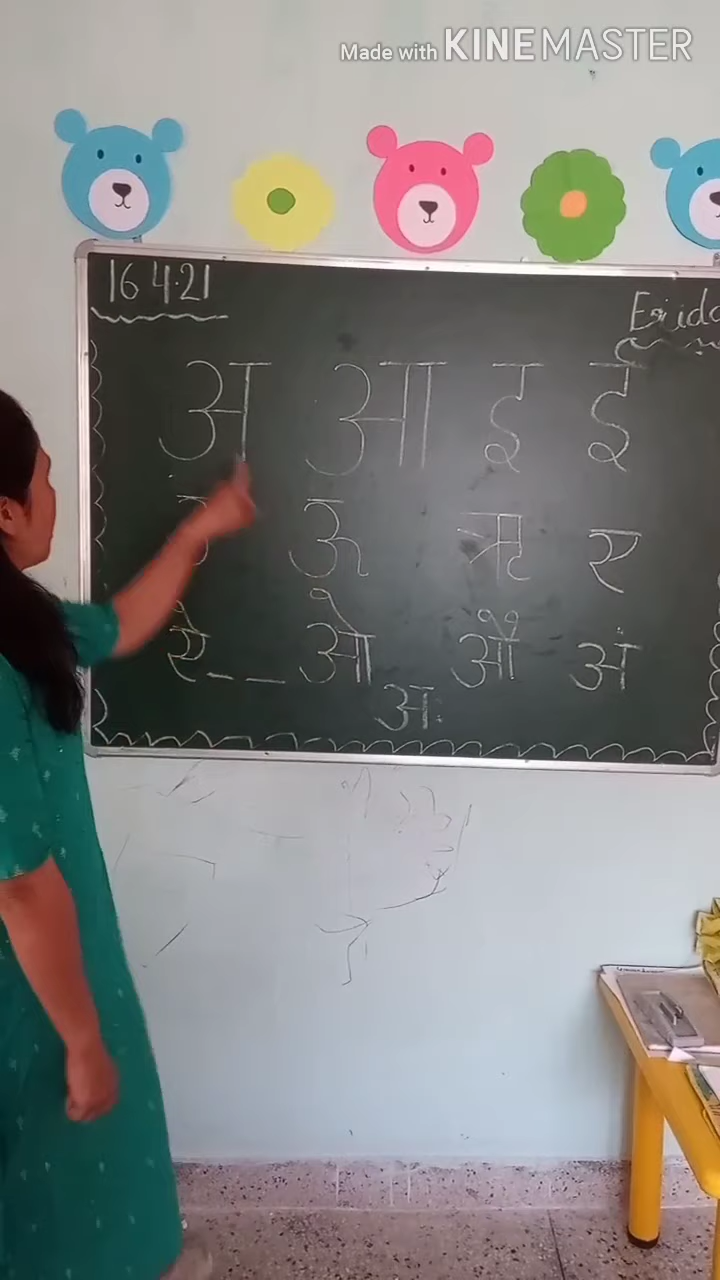 Made with KINEMASTER
16.4.21
अ आ इ ई
ऊ ऋ ए
ऐ _ _ ओ औ अं
अः